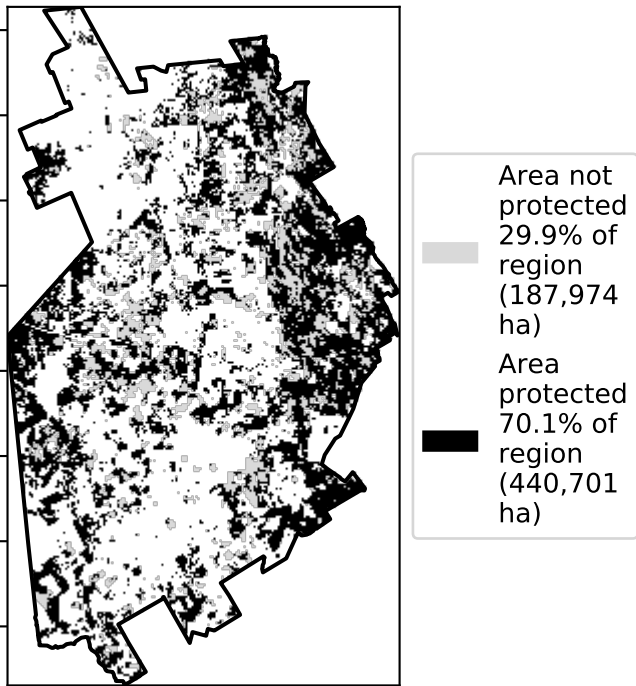 Area not
protected
29.9% of
region
(187,974
ha)
Area
protected
70.1% of
region
(440,701
ha)